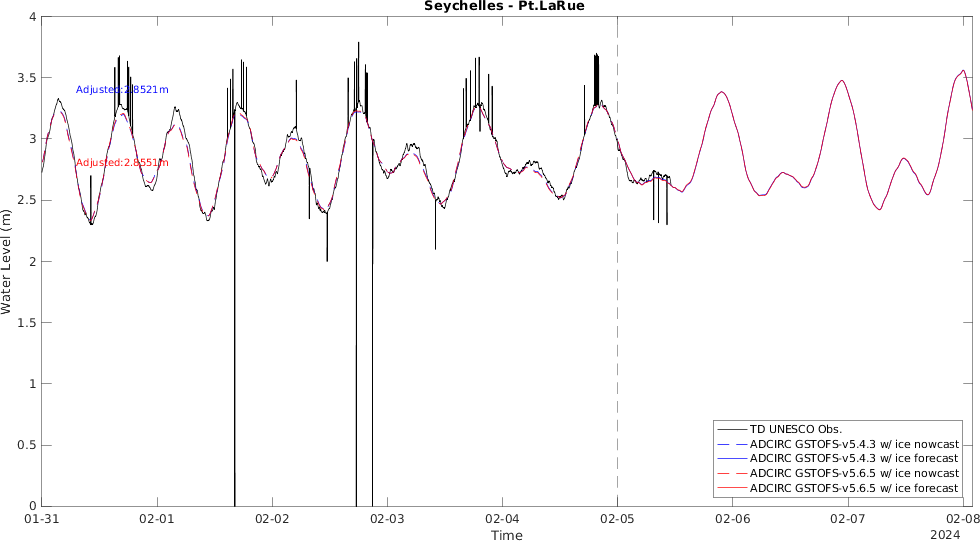 Seychelles - Pt.LaRue
4
3.5
3
2.5
2
1.5
1
0.5
0
Water Level (m)
Adjusted:2.8521m
Adjusted:2.8551m
01-31
02-01
02-02
02-03
02-04
02-05
02-06
02-07
02-08
Time
2024
TD UNESCO Obs.
ADCIRC GSTOFS-v5.4.3 w/ ice nowcast
ADCIRC GSTOFS-v5.4.3 w/ ice forecast
ADCIRC GSTOFS-v5.6.5 w/ ice nowcast
ADCIRC GSTOFS-v5.6.5 w/ ice forecast